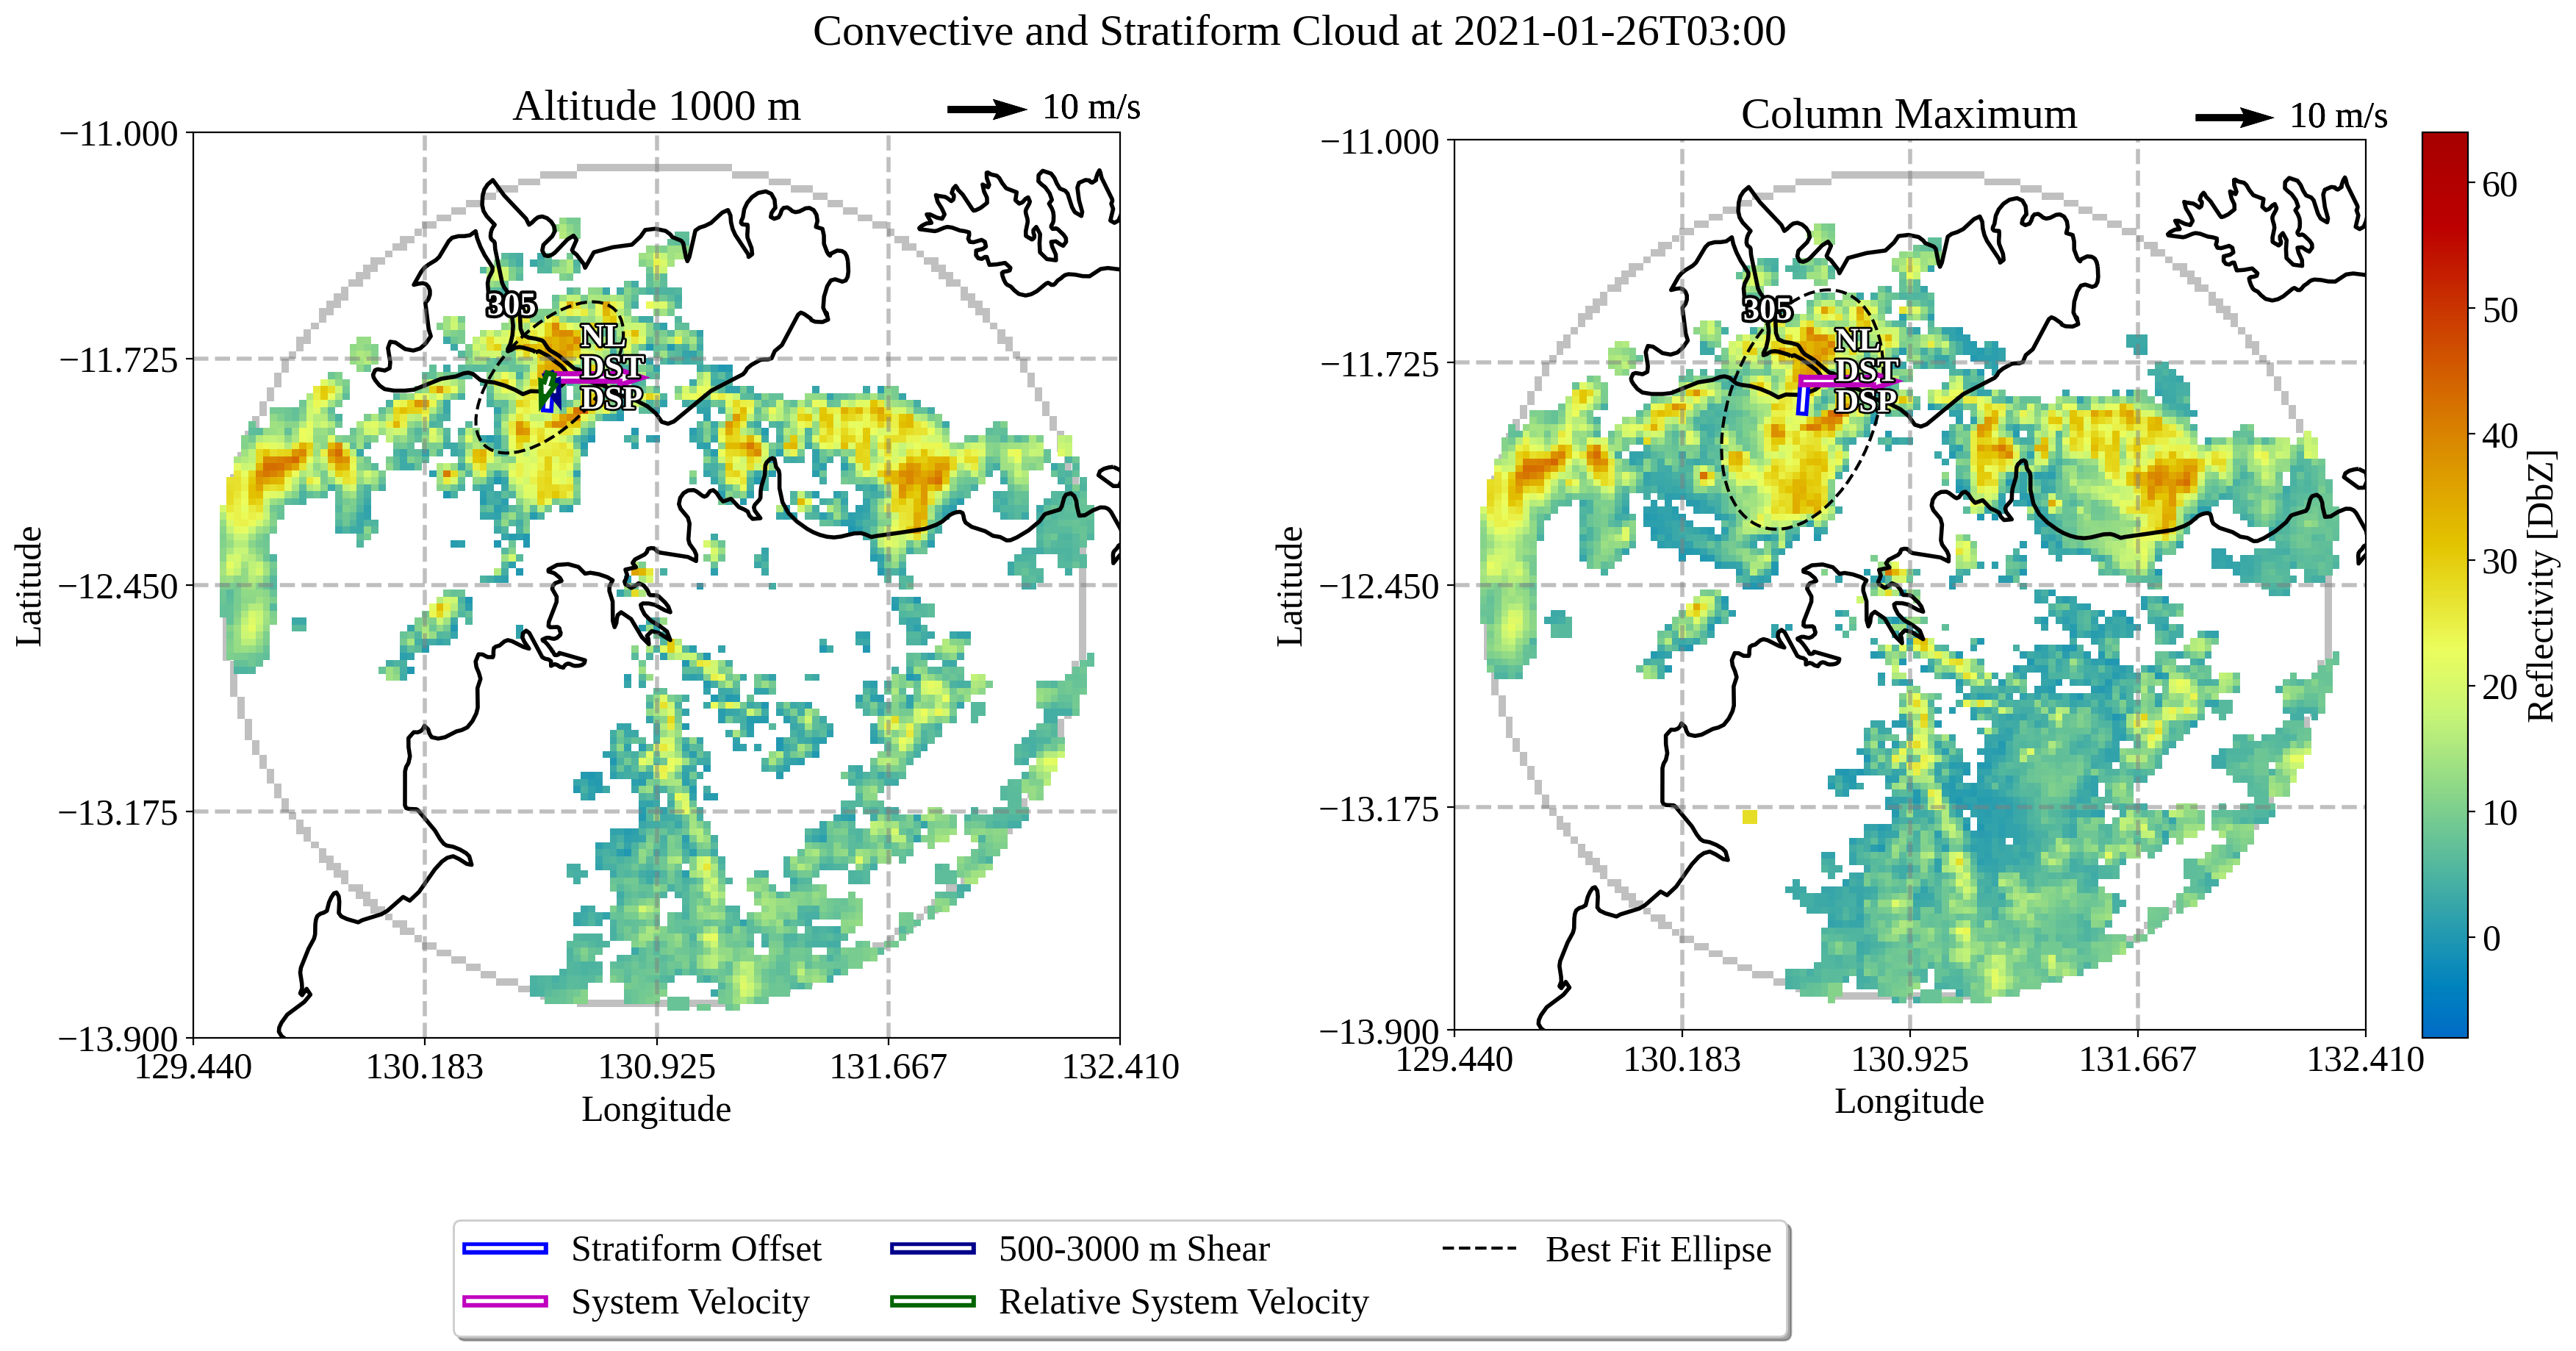 Convective and Stratiform Cloud at 2021-01-26T03:00
Altitude 1000 m
10 m/s
−11.000
−11.725
−12.450
−13.175
−13.900
Latitude
129.440
130.183
130.925
131.667
132.410
Longitude
305
NL
DST
DSP
Column Maximum
10 m/s
−11.000
−11.725
−12.450
−13.175
−13.900
Latitude
129.440
130.183
130.925
131.667
132.410
Longitude
305
NL
DST
DSP
60
50
40
30
20
10
0
Reflectivity [DbZ]
Stratiform Offset
System Velocity
500-3000 m Shear
Relative System Velocity
Best Fit Ellipse